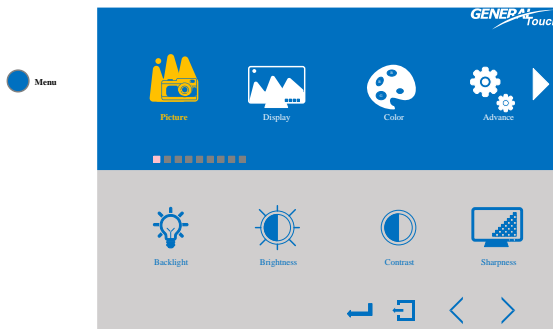 GENERAL
Touch
Menu
Picture
Display
Color
Advance
Backlight
Brightness
Contrast
Sharpness